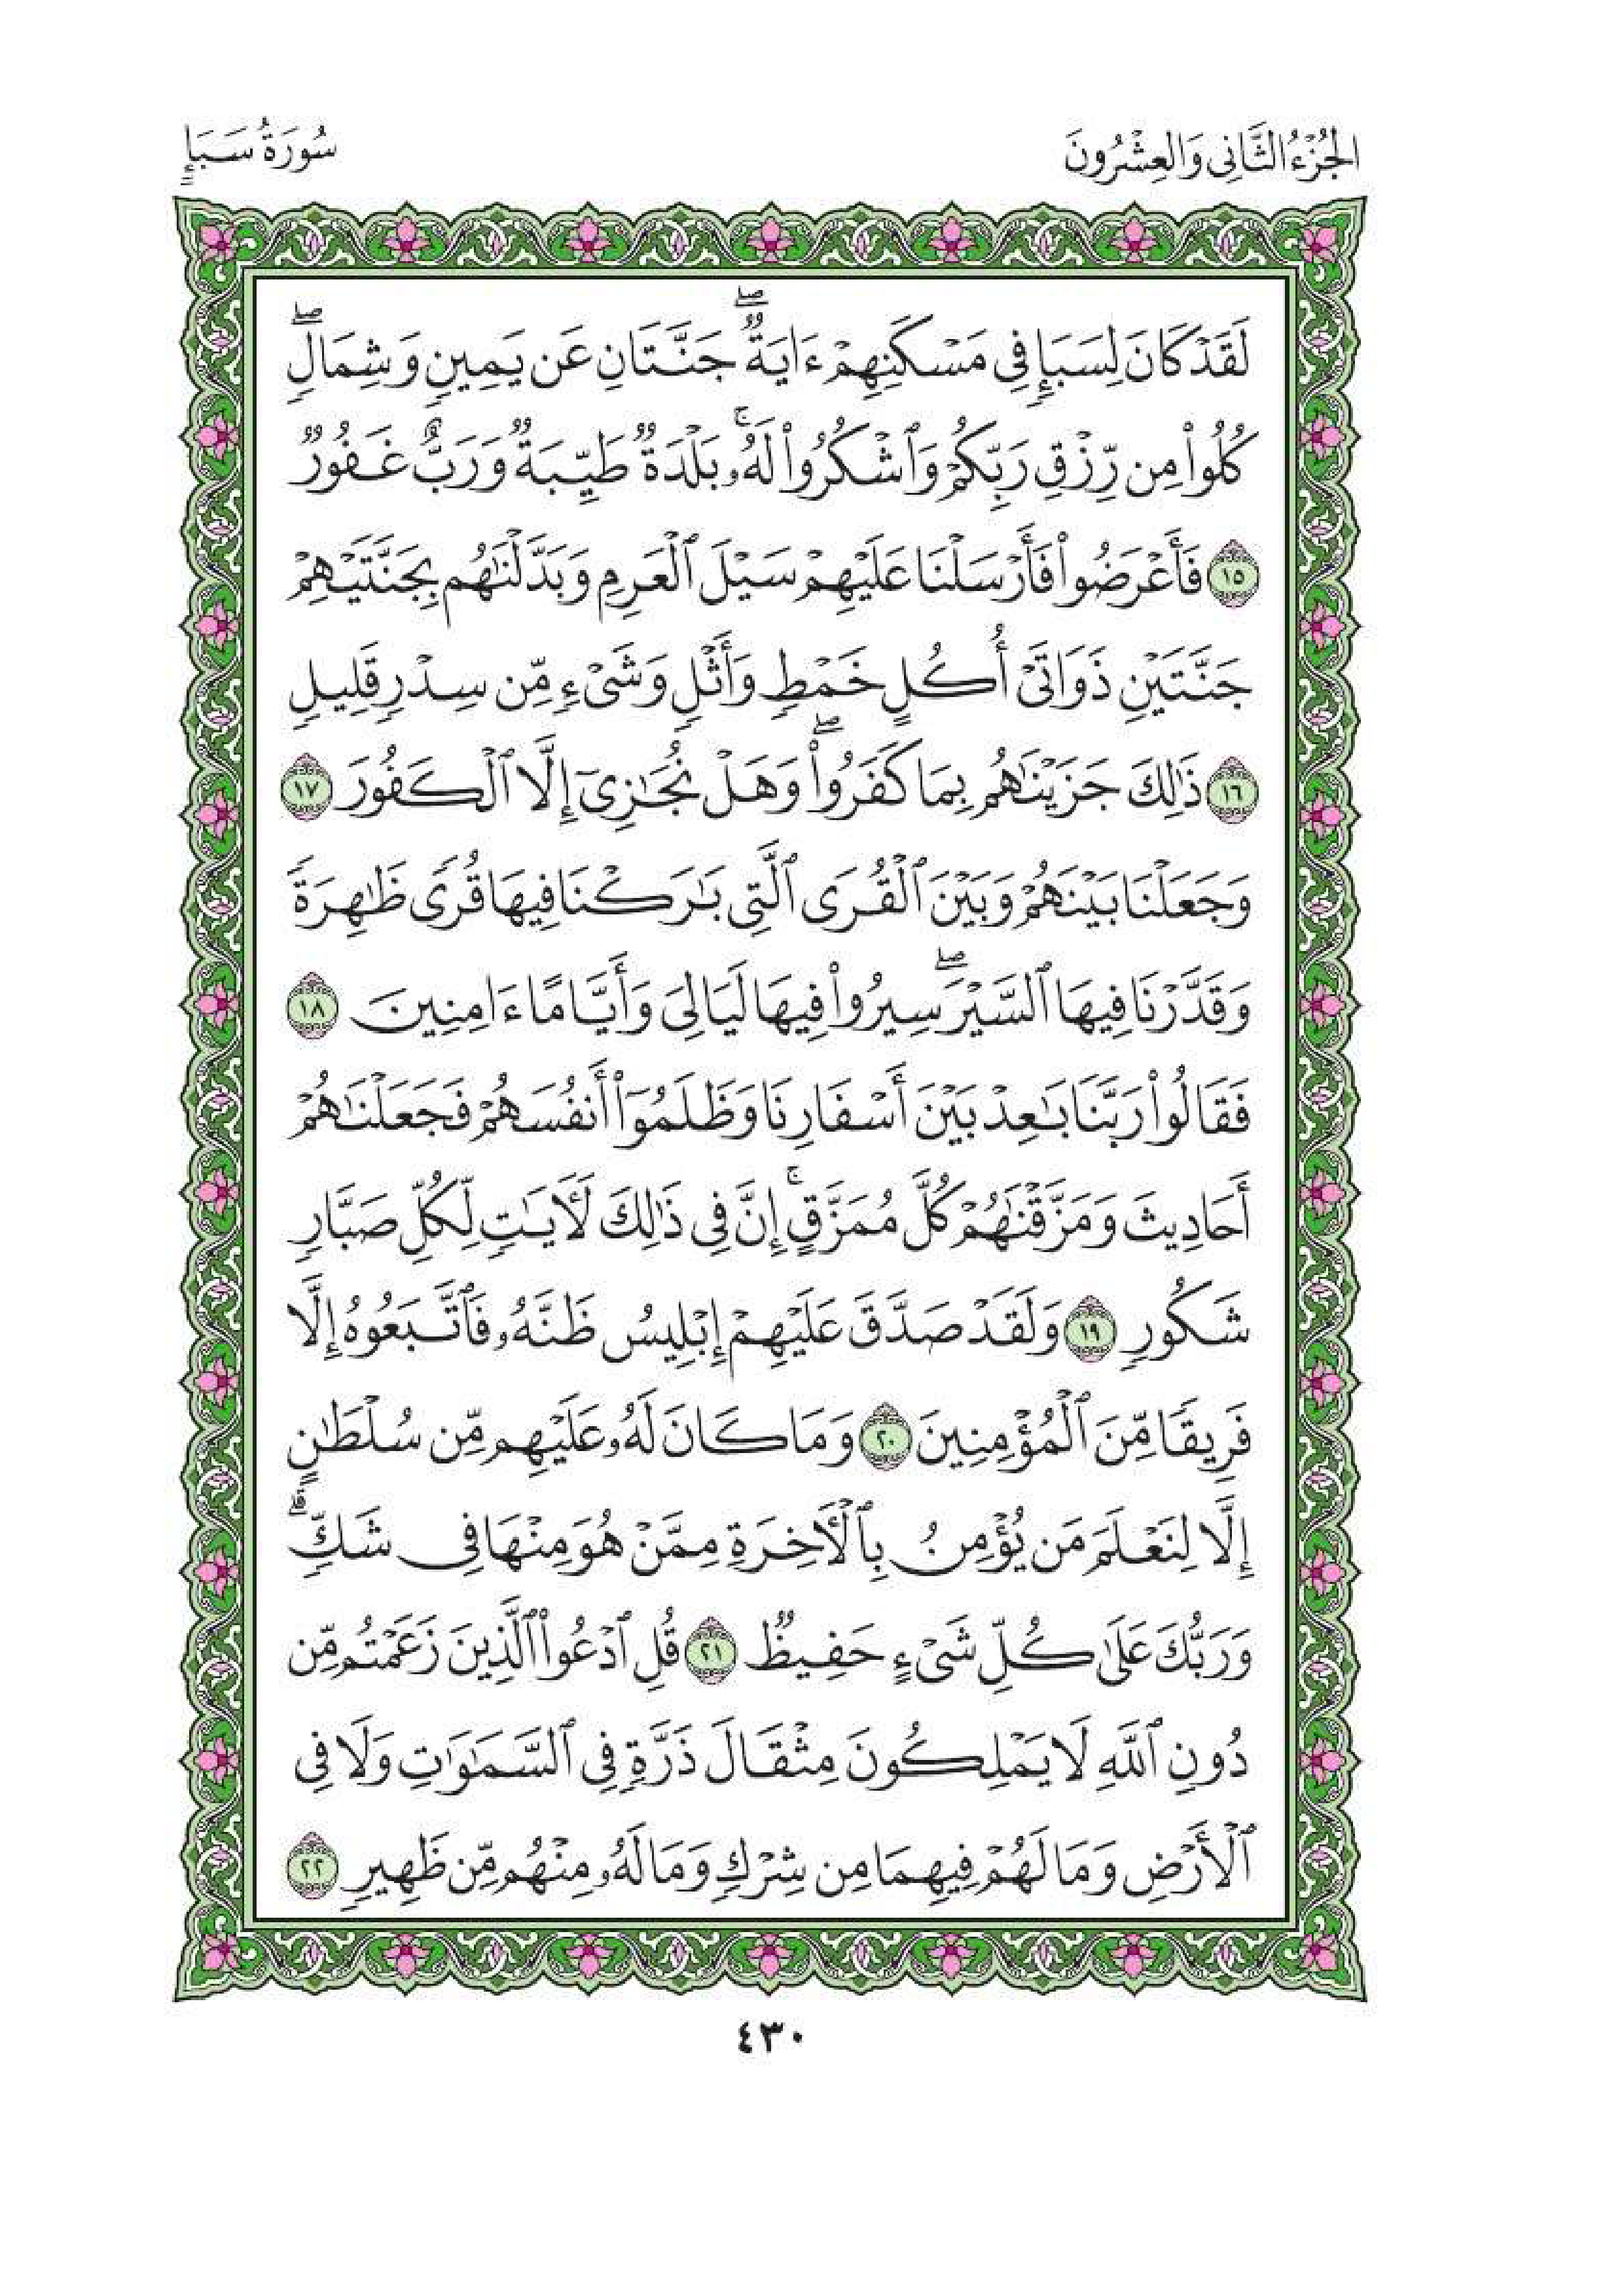 الجُزْءُ الثَّانِي وَالعِشْرُونَ
سُورَةُ سَبَإٍ
لَقَدْ كَانَ لِسَبَإٍ فِي مَسْكَنِهِمْ ءَايَةٌۖ جَنَّتَانِ عَن يَمِينٍ وَشِمَالٍۖ
كُلُوا۟ مِن رِّزْقِ رَبِّكُمْ وَٱشْكُرُوا۟ لَهُۥۚ بَلْدَةٌ طَيِّبَةٌ وَرَبٌّ غَفُورٌ
١٥ فَأَعْرَضُوا۟ فَأَرْسَلْنَا عَلَيْهِمْ سَيْلَ ٱلْعَرِمِ وَبَدَّلْنَٰهُم بِجَنَّتَيْهِمْ
جَنَّتَيْنِ ذَوَاتَىْ أُكُلٍ خَمْطٍ وَأَثْلٍ وَشَىْءٍ مِّن سِدْرٍ قَلِيلٍ
١٦ ذَٰلِكَ جَزَيْنَٰهُم بِمَا كَفَرُوا۟ۖ وَهَلْ نُجَٰزِىٓ إِلَّا ٱلْكَفُورَ ١٧
وَجَعَلْنَا بَيْنَهُمْ وَبَيْنَ ٱلْقُرَى ٱلَّتِى بَٰرَكْنَا فِيهَا قُرًى ظَٰهِرَةً
وَقَدَّرْنَا فِيهَا ٱلسَّيْرَۖ سِيرُوا۟ فِيهَا لَيَالِىَ وَأَيَّامًا ءَامِنِينَ ١٨
فَقَالُوا۟ رَبَّنَا بَٰعِدْ بَيْنَ أَسْفَارِنَا وَظَلَمُوٓا۟ أَنفُسَهُمْ فَجَعَلْنَٰهُمْ
أَحَادِيثَ وَمَزَّقْنَٰهُمْ كُلَّ مُمَزَّقٍۚ إِنَّ فِى ذَٰلِكَ لَءَايَٰتٍ لِّكُلِّ صَبَّارٍ
شَكُورٍ ١٩ وَلَقَدْ صَدَّقَ عَلَيْهِمْ إِبْلِيسُ ظَنَّهُۥ فَٱتَّبَعُوهُ إِلَّا
فَرِيقًا مِّنَ ٱلْمُؤْمِنِينَ ٢٠ وَمَا كَانَ لَهُۥ عَلَيْهِم مِّن سُلْطَٰنٍ
إِلَّا لِنَعْلَمَ مَن يُؤْمِنُ بِٱلْءَاخِرَةِ مِمَّنْ هُوَ مِنْهَا فِى شَكٍّۗ
وَرَبُّكَ عَلَىٰ كُلِّ شَىْءٍ حَفِيظٌ ٢١ قُلِ ٱدْعُوا۟ ٱلَّذِينَ زَعَمْتُم مِّن
دُونِ ٱللَّهِ لَا يَمْلِكُونَ مِثْقَالَ ذَرَّةٍ فِى ٱلسَّمَٰوَٰتِ وَلَا فِى
ٱلْأَرْضِ وَمَا لَهُمْ فِيهِمَا مِن شِرْكٍ وَمَا لَهُۥ مِنْهُم مِّن ظَهِيرٍ ٢٢
٤٣٠